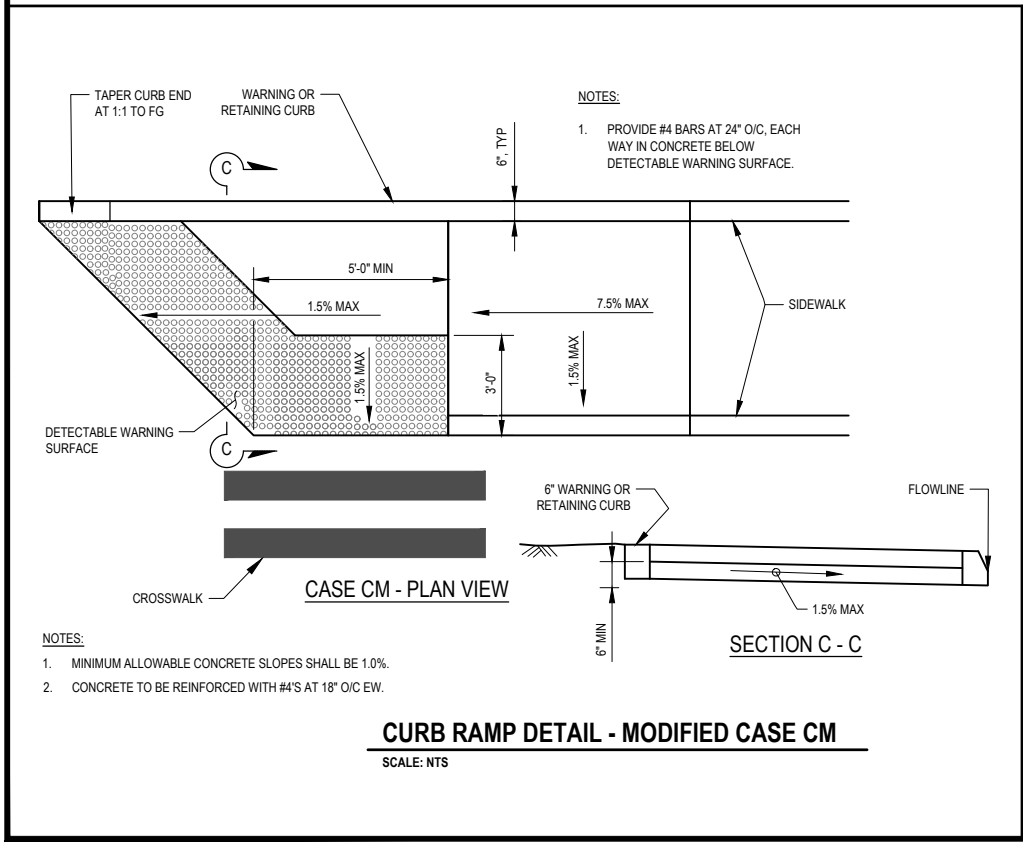 TAPER CURB END
AT 1:1 TO FG
WARNING OR
RETAINING CURB
NOTES:
1. PROVIDE #4 BARS AT 24" O/C, EACH
WAY IN CONCRETE BELOW
DETECTABLE WARNING SURFACE.
6", TYP
C
5'-0" MIN
1.5% MAX
7.5% MAX
SIDEWALK
1.5% MAX
3'-0"
1.5% MAX
DETECTABLE WARNING
SURFACE
C
6" WARNING OR
RETAINING CURB
FLOWLINE
CROSSWALK
CASE CM - PLAN VIEW
1.5% MAX
6" MIN
SECTION C - C
NOTES:
1. MINIMUM ALLOWABLE CONCRETE SLOPES SHALL BE 1.0%.
2. CONCRETE TO BE REINFORCED WITH #4'S AT 18" O/C EW.
CURB RAMP DETAIL - MODIFIED CASE CM
SCALE: NTS